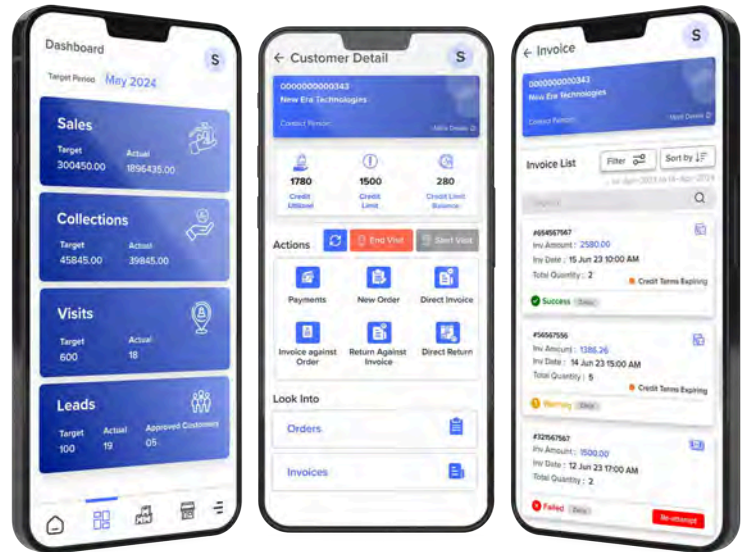 Dashboard
S
Target Period May 2024
Sales
Target Actual
300450.00 1896435.00
Collections
Target Actual
45845.00 39845.00
Visits
Target Actual
600 18
Leads
Target Actual Approved Customers
100 19 05
← Customer Detail S
0000000000343
New Era Technologies
Contact Person:
More Details
1780 1500 280
Credit Utilized
Credit Limit
Credit Limit Balance
Actions End Visit Start Visit
Payments New Order Direct Invoice
Invoice against Order
Return Against Invoice
Direct Return
Look Into
Orders
Invoices
← Invoice S
0000000000343
New Era Technologies
Contact Person:
More Details
Invoice List Filter Sort by
#654567567
Inv Amount : 2580.00
Inv Date : 15 Jun 23 10:00 AM
Total Quantity : 2
Credit Terms Expiring
Success
#56567556
Inv Amount : 1386.26
Inv Date : 14 Jun 23 15:00 AM
Total Quantity : 5
Credit Terms Expiring
Warning
#321567567
Inv Amount : 1500.00
Inv Date : 12 Jun 23 17:00 AM
Total Quantity : 2
Failed
Re-attempt